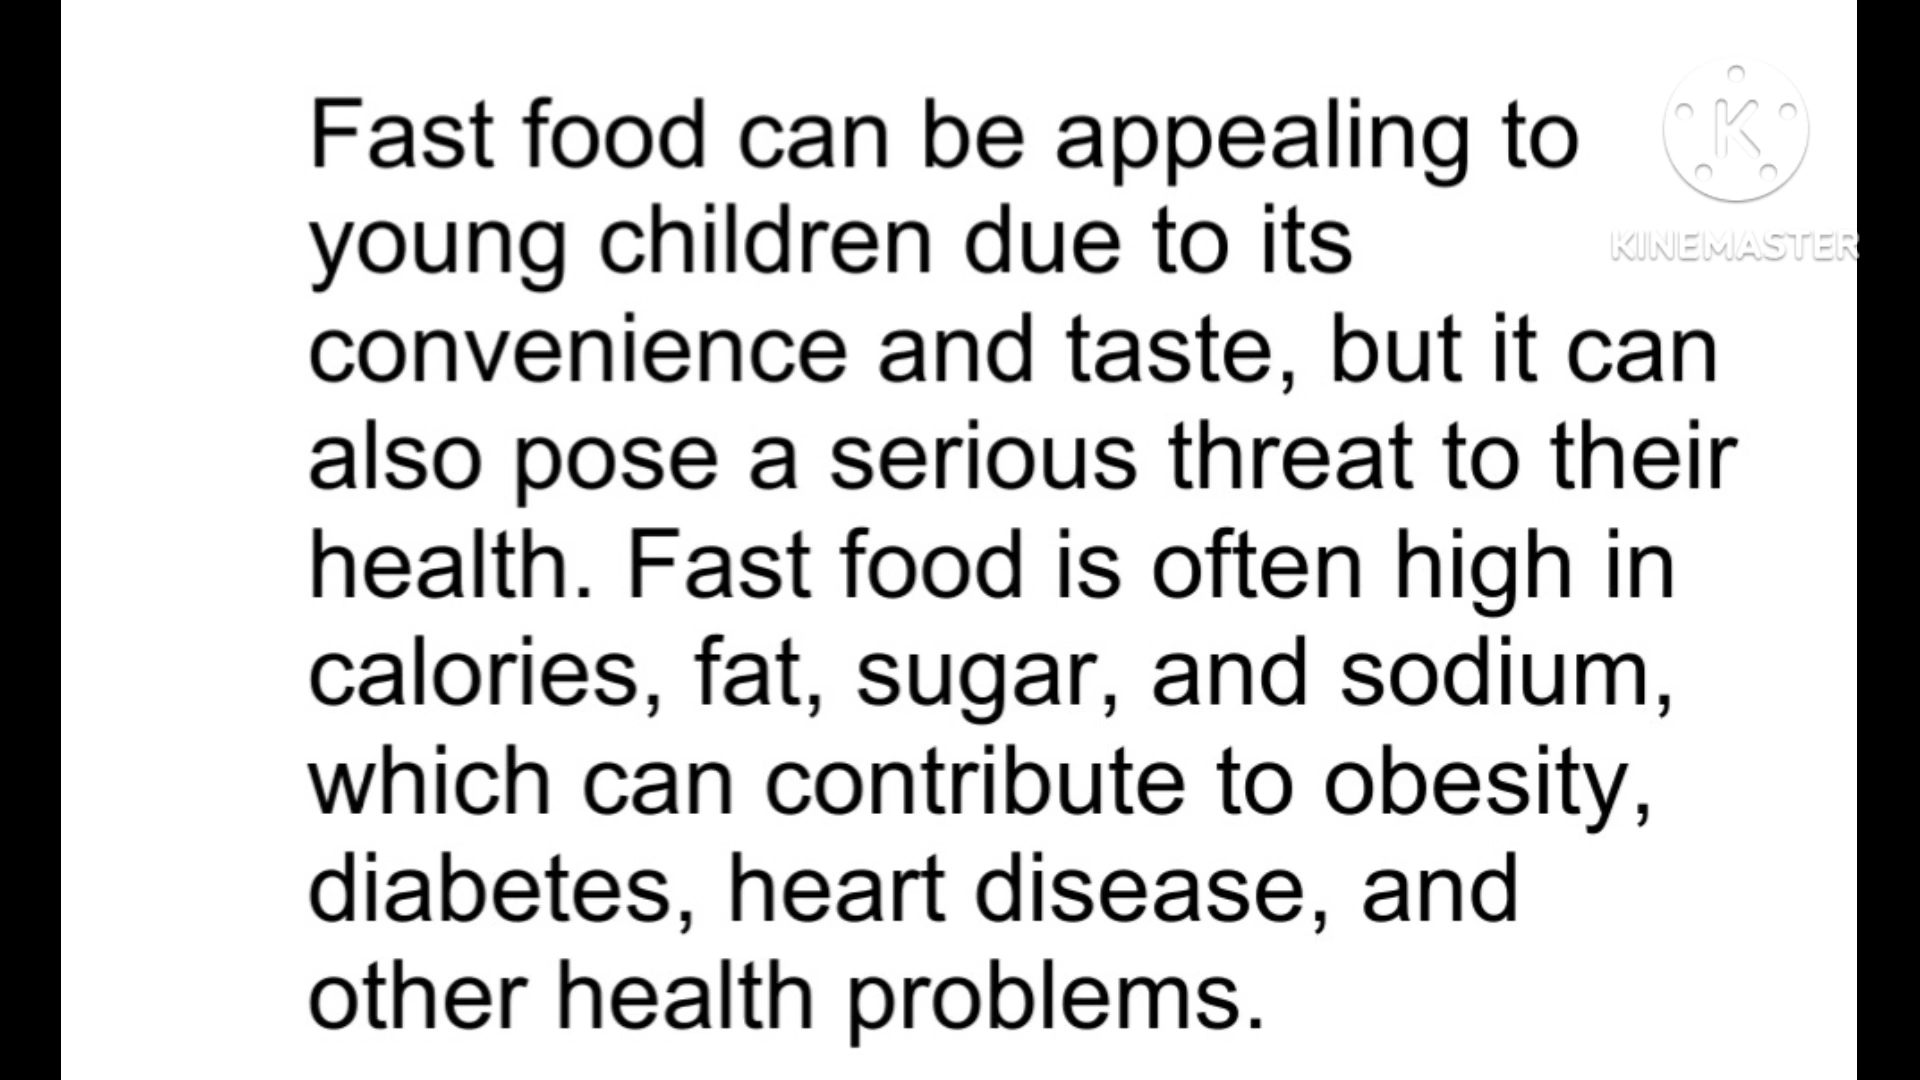 Fast food can be appealing to
young children due to its
convenience and taste, but it can
also pose a serious threat to their
health. Fast food is often high in
calories, fat, sugar, and sodium,
which can contribute to obesity,
diabetes, heart disease, and
other health problems.
K
KINEMASTER